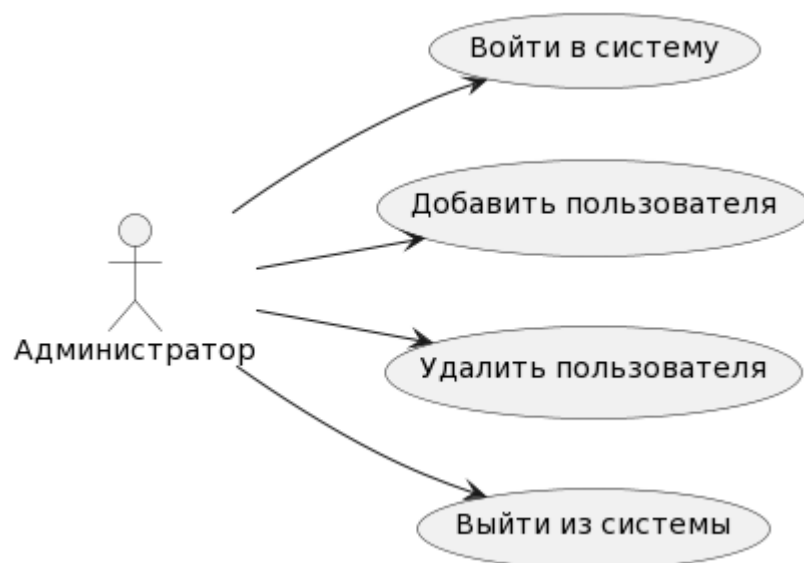 Войти в систему
Добавить пользователя
Администратор
Удалить пользователя
Выйти из системы